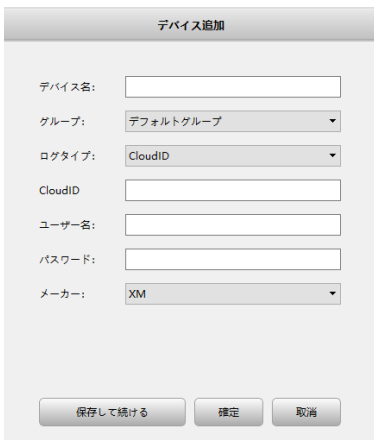 デバイス追加
デバイス名:
グループ: デフォルトグループ
ログタイプ: CloudID
CloudID
ユーザー名:
パスワード:
メーカー: XM
保存して続ける 確定 取消